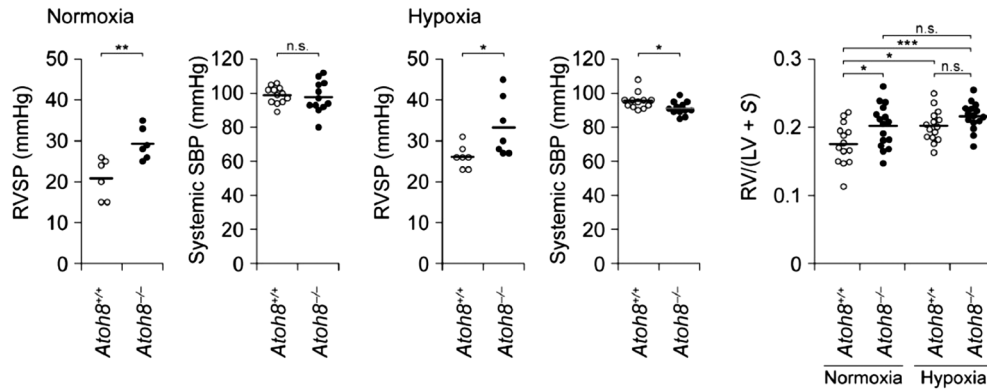 Normoxia
Hypoxia
**
RVSP (mmHg)
50
40
30
20
10
0
Atoh8+/+
Atoh8−/−
n.s.
Systemic SBP (mmHg)
120
100
80
60
40
20
0
Atoh8+/+
Atoh8−/−
*
RVSP (mmHg)
50
40
30
20
10
0
Atoh8+/+
Atoh8−/−
*
Systemic SBP (mmHg)
120
100
80
60
40
20
0
Atoh8+/+
Atoh8−/−
n.s.
***
*
* n.s.
RV/(LV + S)
0.3
0.2
0.1
0
Atoh8+/+
Atoh8−/−
Atoh8+/+
Atoh8−/−
Normoxia Hypoxia